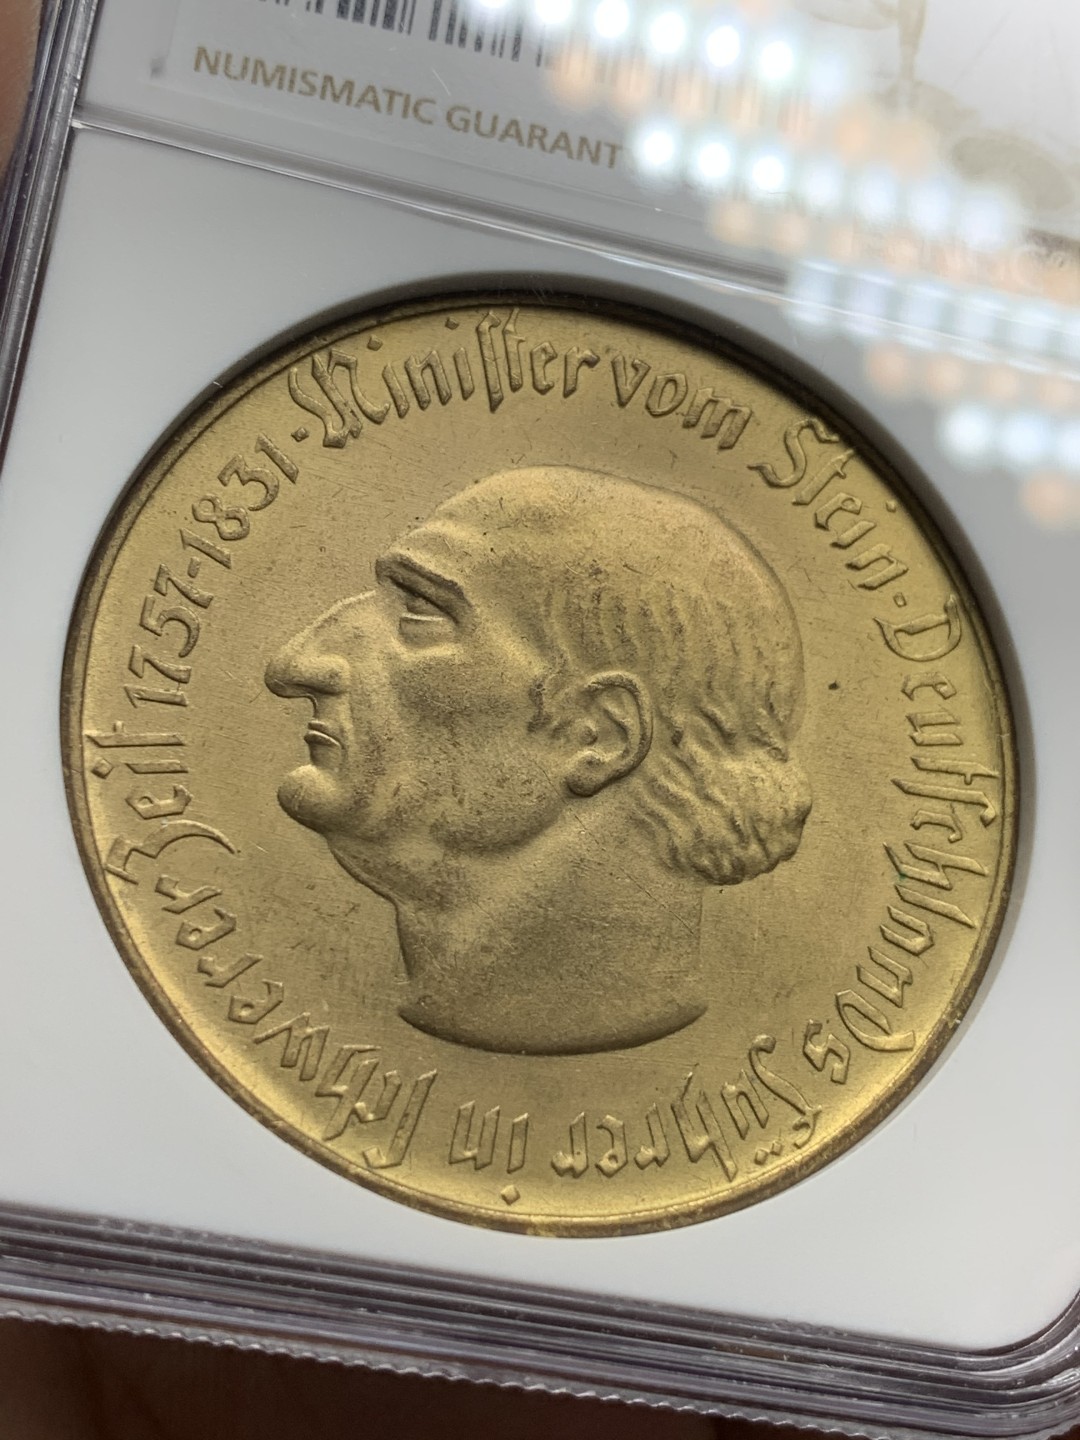 NUMISMATIC GUARANT
Minister vom Stein · Deutschlands Führer in schwerer Zeit 1757-1831 ·